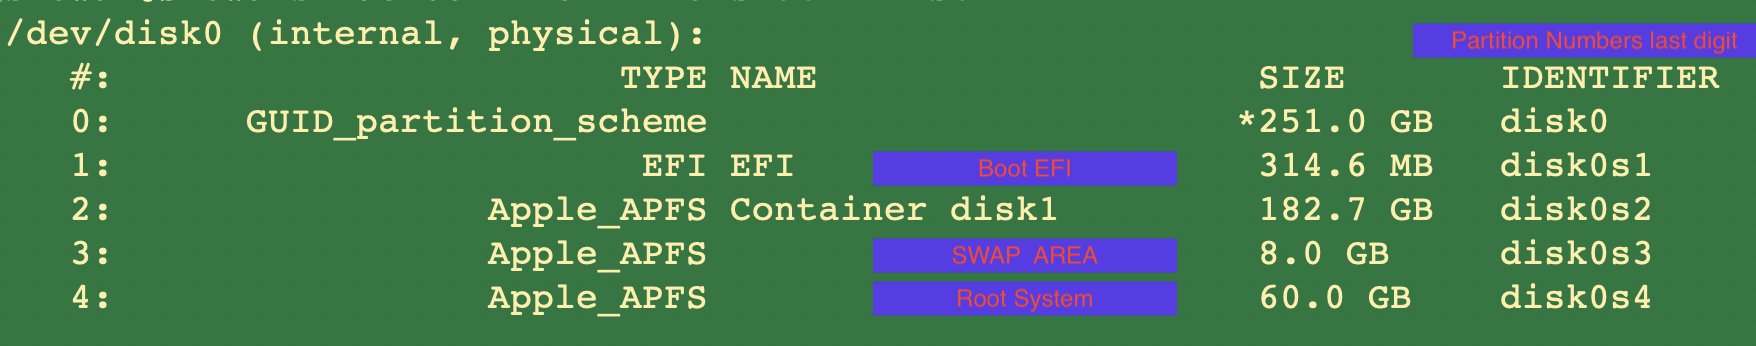 /dev/disk0 (internal, physical):
Partition Numbers last digit
#: TYPE NAME SIZE IDENTIFIER
0: GUID_partition_scheme *251.0 GB disk0
1: EFI EFI Boot EFI 314.6 MB disk0s1
2: Apple_APFS Container disk1 182.7 GB disk0s2
3: Apple_APFS SWAP AREA 8.0 GB disk0s3
4: Apple_APFS Root System 60.0 GB disk0s4